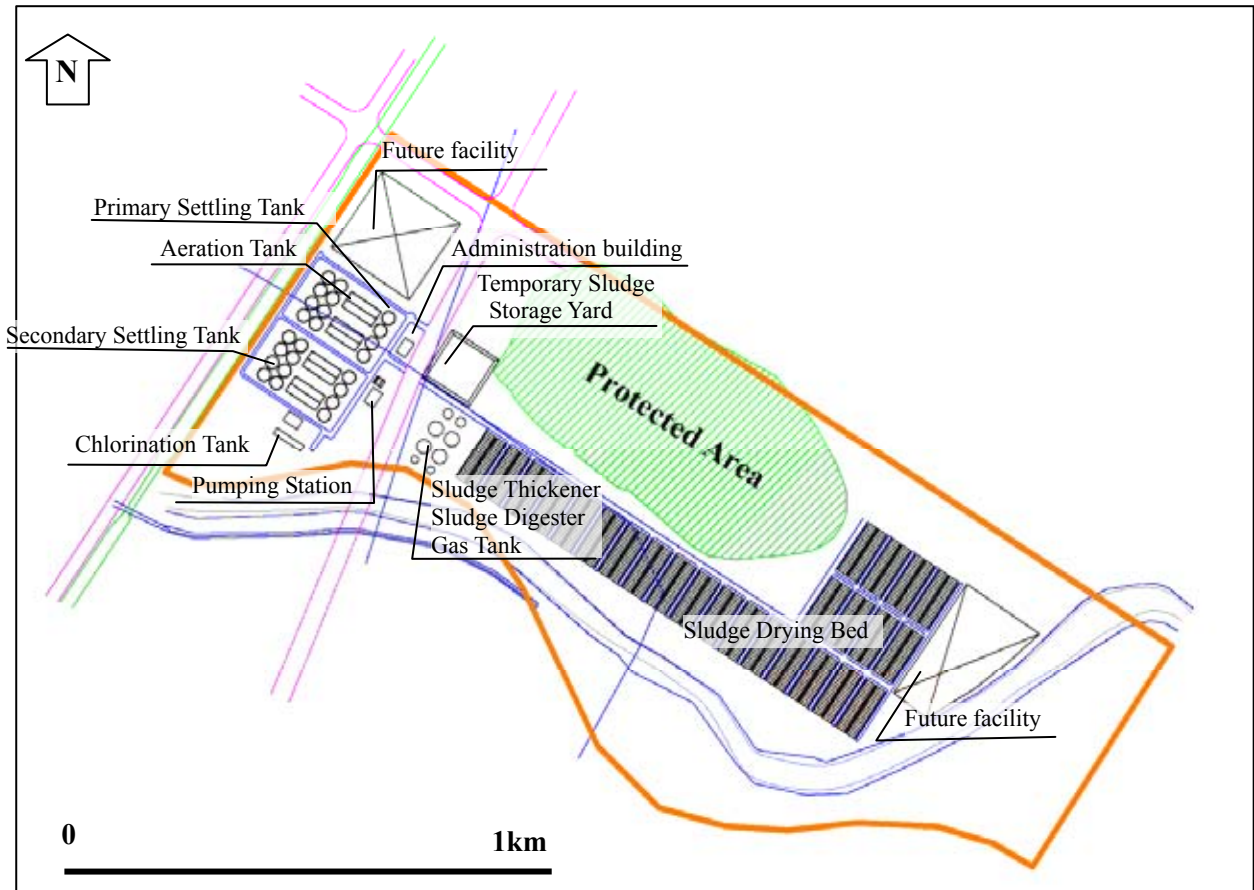 N
Future facility
Primary Settling Tank
Aeration Tank
Administration building
Temporary Sludge
Storage Yard
Secondary Settling Tank
Protected Area
Chlorination Tank
Pumping Station
Sludge Thickener
Sludge Digester
Gas Tank
Sludge Drying Bed
Future facility
0
1km